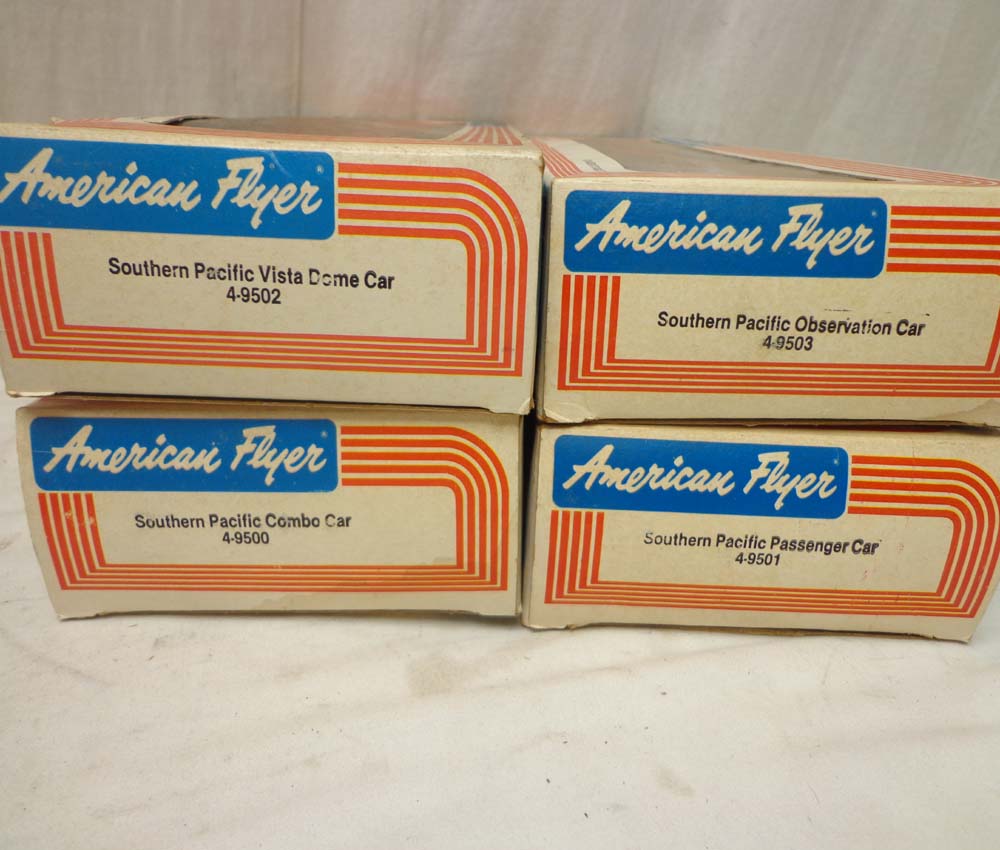 American Flyer
Southern Pacific Vista Dome Car
4-9502
American Flyer
Southern Pacific Observation Car
4-9503
American Flyer
Southern Pacific Combo Car
4-9500
American Flyer
Southern Pacific Passenger Car
4-9501